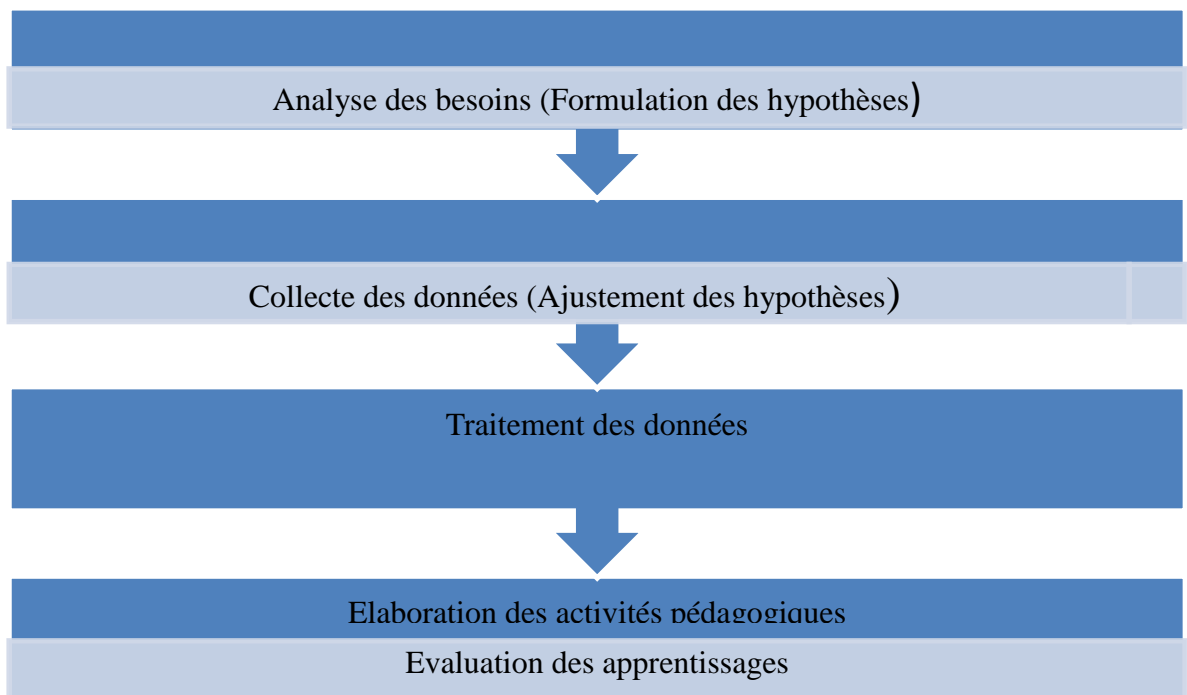 Analyse des besoins (Formulation des hypothèses)
Collecte des données (Ajustement des hypothèses)
Traitement des données
Elaboration des activités pédagogiques
Evaluation des apprentissages